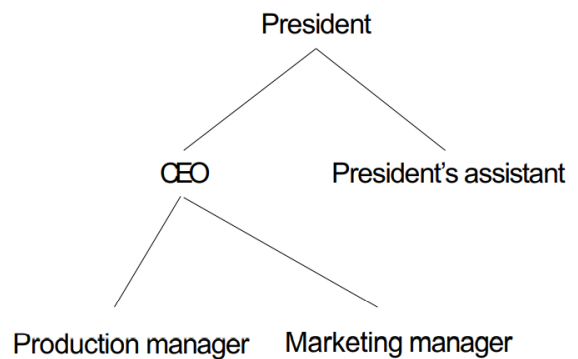 President
CEO
President’s assistant
Production manager
Marketing manager